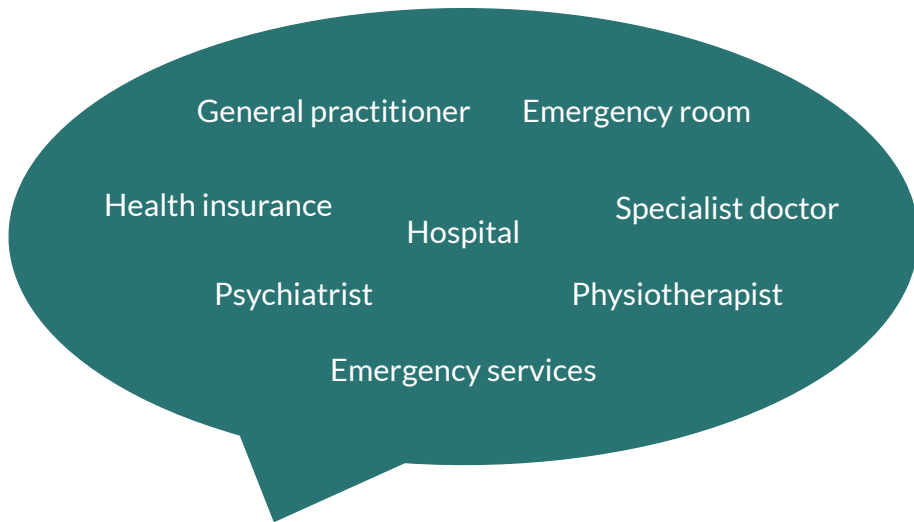 General practitioner
Emergency room
Health insurance
Specialist doctor
Hospital
Psychiatrist
Physiotherapist
Emergency services